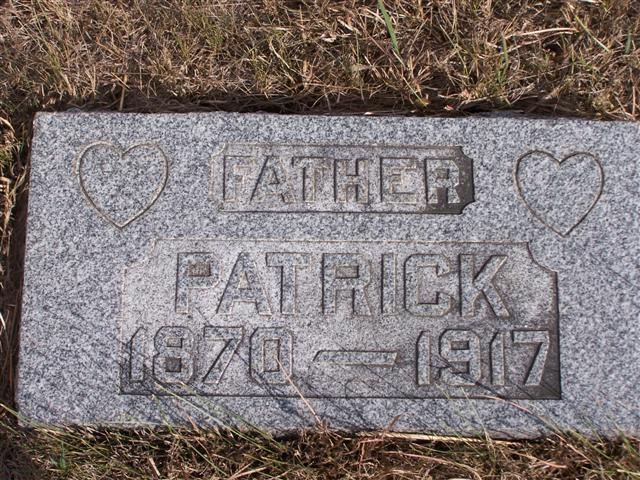 FATHER
PATRICK
1870 — 1917